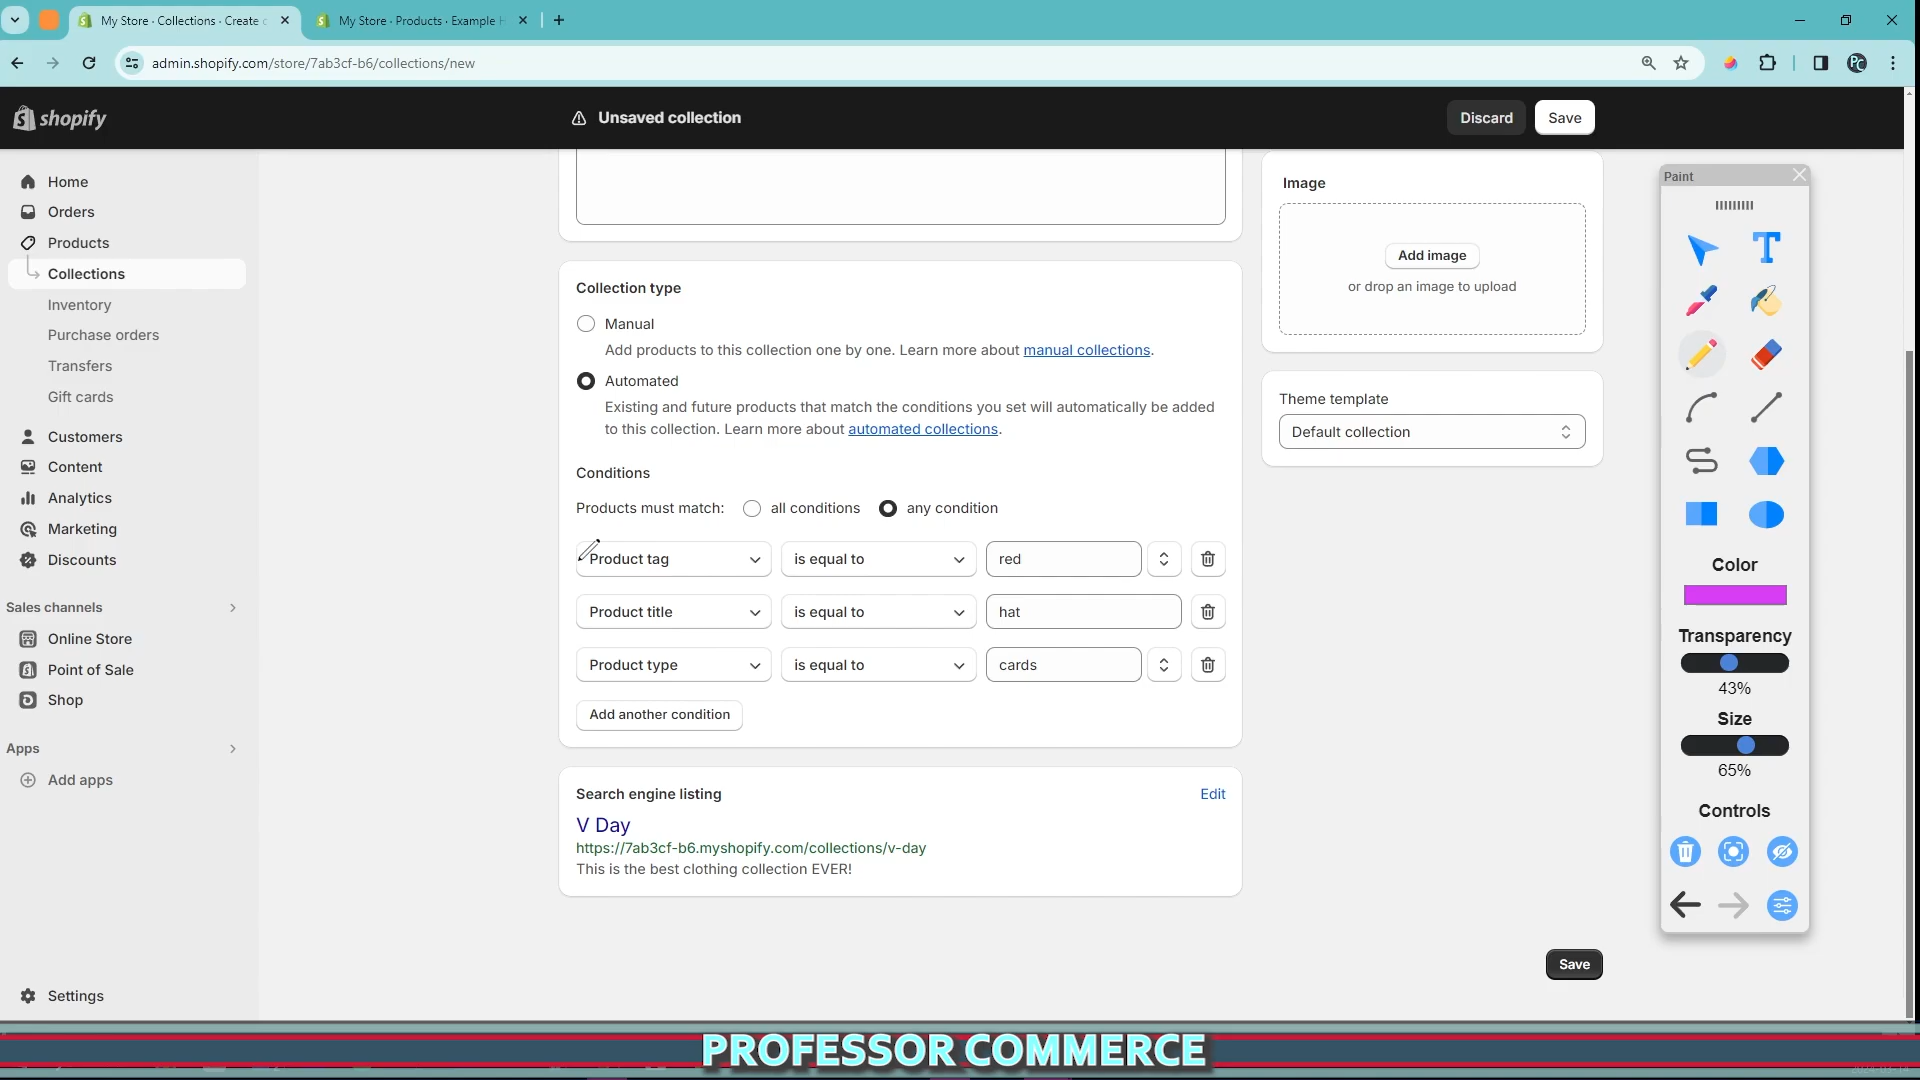 My Store · Collections · Create c
My Store · Products · Example H
admin.shopify.com/store/7ab3cf-b6/collections/new
PC
shopify
Unsaved collection
Discard
Save
Home
Orders
Products
Collections
Inventory
Purchase orders
Transfers
Gift cards
Customers
Content
Analytics
Marketing
Discounts
Sales channels
Online Store
Point of Sale
Shop
Apps
Add apps
Settings
Collection type
Manual
Add products to this collection one by one. Learn more about manual collections.
Automated
Existing and future products that match the conditions you set will automatically be added
to this collection. Learn more about automated collections.
Conditions
Products must match: all conditions any condition
Product tag is equal to red
Product title is equal to hat
Product type is equal to cards
Add another condition
Search engine listing Edit
V Day
https://7ab3cf-b6.myshopify.com/collections/v-day
This is the best clothing collection EVER!
Image
Add image
or drop an image to upload
Theme template
Default collection
Save
Paint
T
Color
Transparency
43%
Size
65%
Controls
PROFESSOR COMMERCE